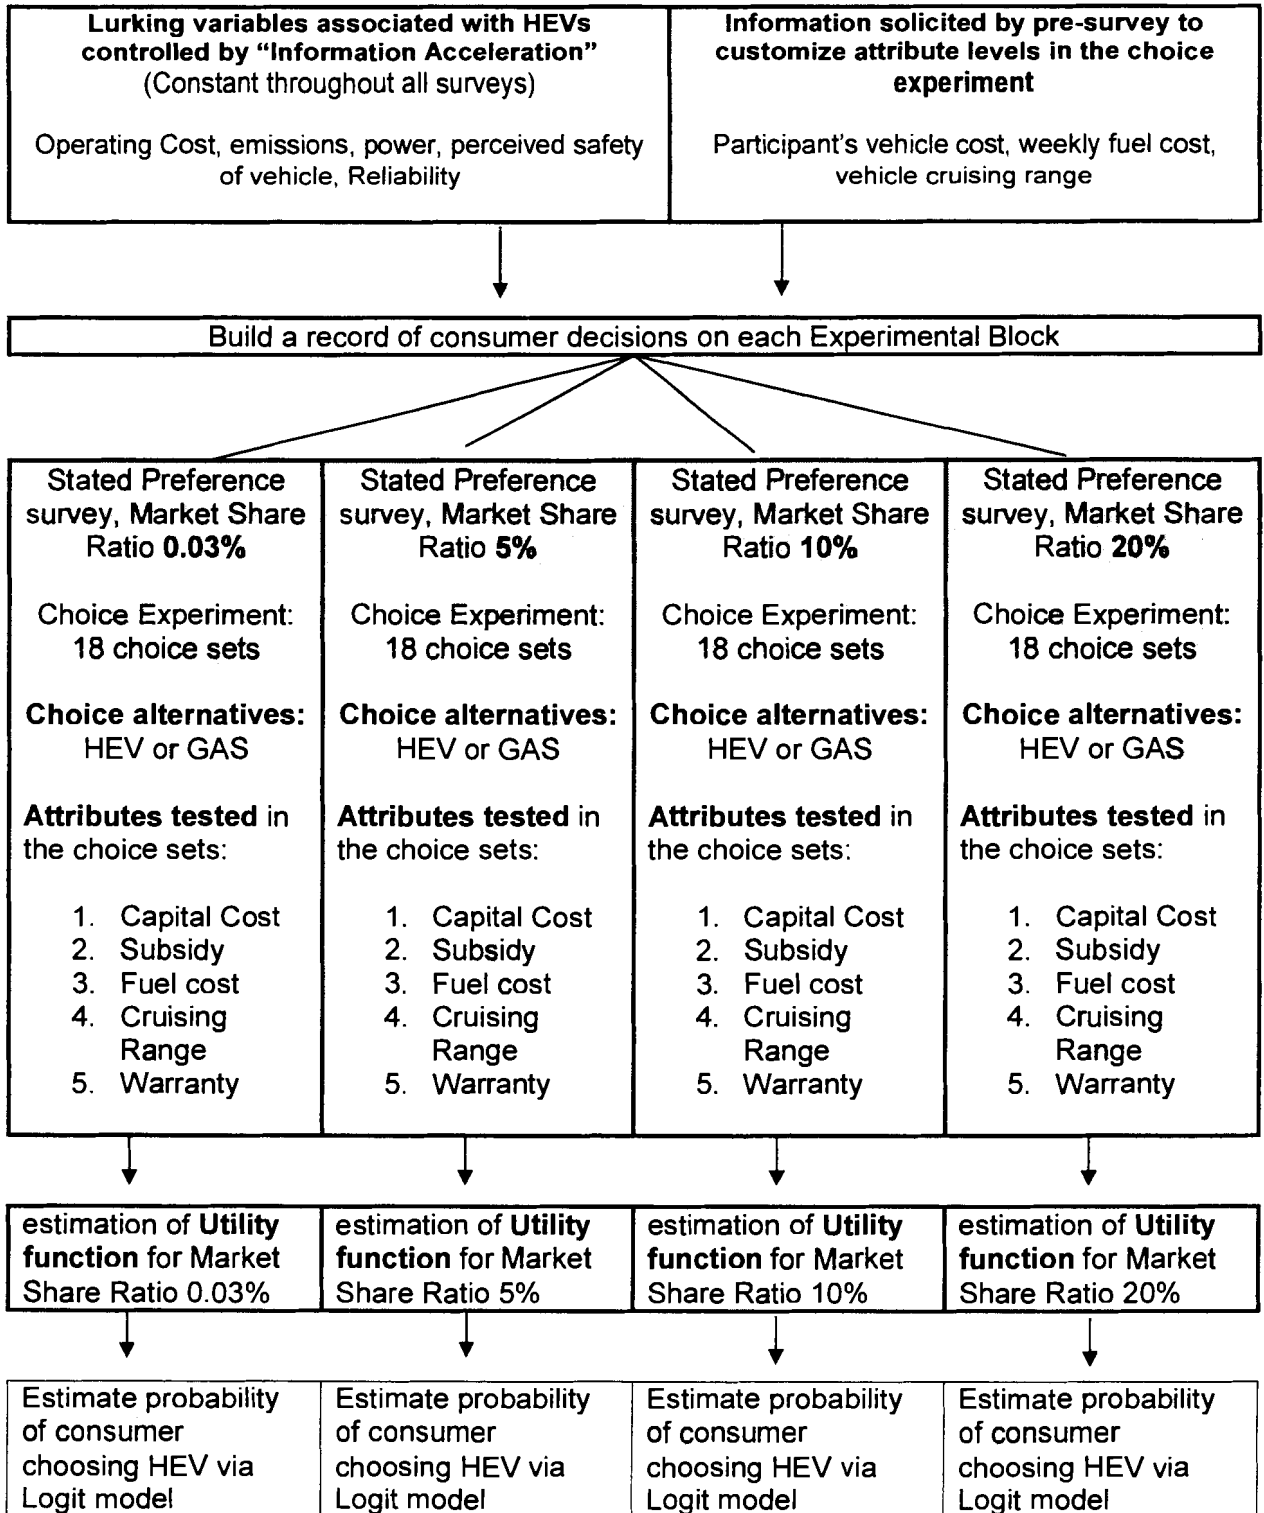 Lurking variables associated with HEVs
controlled by “Information Acceleration”
(Constant throughout all surveys)
Operating Cost, emissions, power, perceived safety
of vehicle, Reliability
Information solicited by pre-survey to
customize attribute levels in the choice
experiment
Participant's vehicle cost, weekly fuel cost,
vehicle cruising range
Build a record of consumer decisions on each Experimental Block
Stated Preference
survey, Market Share
Ratio 0.03%
Choice Experiment:
18 choice sets
Choice alternatives:
HEV or GAS
Attributes tested in
the choice sets:
1. Capital Cost
2. Subsidy
3. Fuel cost
4. Cruising
Range
5. Warranty
Stated Preference
survey, Market Share
Ratio 5%
Choice Experiment:
18 choice sets
Choice alternatives:
HEV or GAS
Attributes tested in
the choice sets:
1. Capital Cost
2. Subsidy
3. Fuel cost
4. Cruising
Range
5. Warranty
Stated Preference
survey, Market Share
Ratio 10%
Choice Experiment:
18 choice sets
Choice alternatives:
HEV or GAS
Attributes tested in
the choice sets:
1. Capital Cost
2. Subsidy
3. Fuel cost
4. Cruising
Range
5. Warranty
Stated Preference
survey, Market Share
Ratio 20%
Choice Experiment:
18 choice sets
Choice alternatives:
HEV or GAS
Attributes tested in
the choice sets:
1. Capital Cost
2. Subsidy
3. Fuel cost
4. Cruising
Range
5. Warranty
estimation of Utility
function for Market
Share Ratio 0.03%
estimation of Utility
function for Market
Share Ratio 5%
estimation of Utility
function for Market
Share Ratio 10%
estimation of Utility
function for Market
Share Ratio 20%
Estimate probability
of consumer
choosing HEV via
Logit model
Estimate probability
of consumer
choosing HEV via
Logit model
Estimate probability
of consumer
choosing HEV via
Logit model
Estimate probability
of consumer
choosing HEV via
Logit model